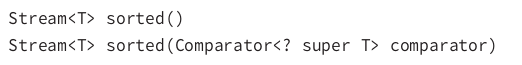 Stream<T> sorted()
Stream<T> sorted(Comparator<? super T> comparator)